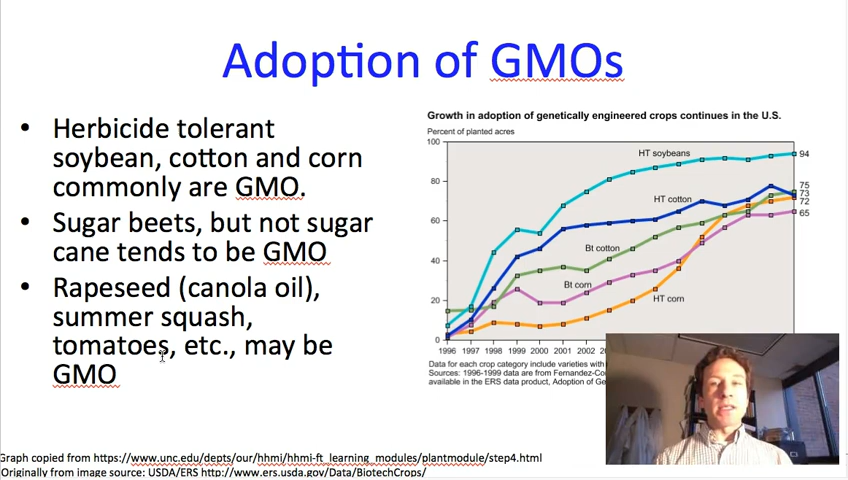 Adoption of GMOs
• Herbicide tolerant
soybean, cotton and corn
commonly are GMO.
• Sugar beets, but not sugar
cane tends to be GMO
• Rapeseed (canola oil),
summer squash,
tomatoes, etc., may be
GMO
Growth in adoption of genetically engineered crops continues in the U.S.
Percent of planted acres
100
80
60
40
20
0
HT soybeans
HT cotton
Bt cotton
Bt corn
HT corn
94
75
73
72
65
1996 1997 1998 1999 2000 2001 2002
Data for each crop category include varieties with
Sources: 1996-1999 data are from
available in the ERS data product, Adoption of
Graph copied from https://www.unc.edu/depts/our/hhmi/hhmi-ft_learning_modules/plantmodule/step4.html
Originally from image source: USDA/ERS http://www.ers.usda.gov/Data/BiotechCrops/